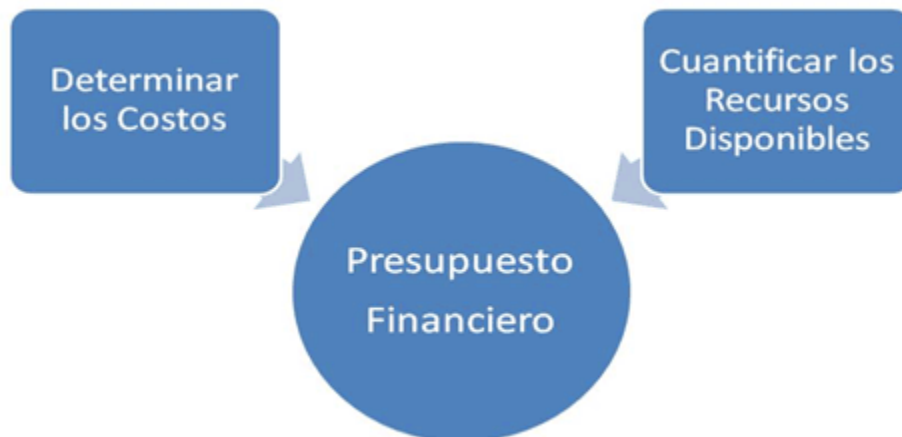 Determinar
los Costos
Cuantificar los
Recursos
Disponibles
Presupuesto
Financiero